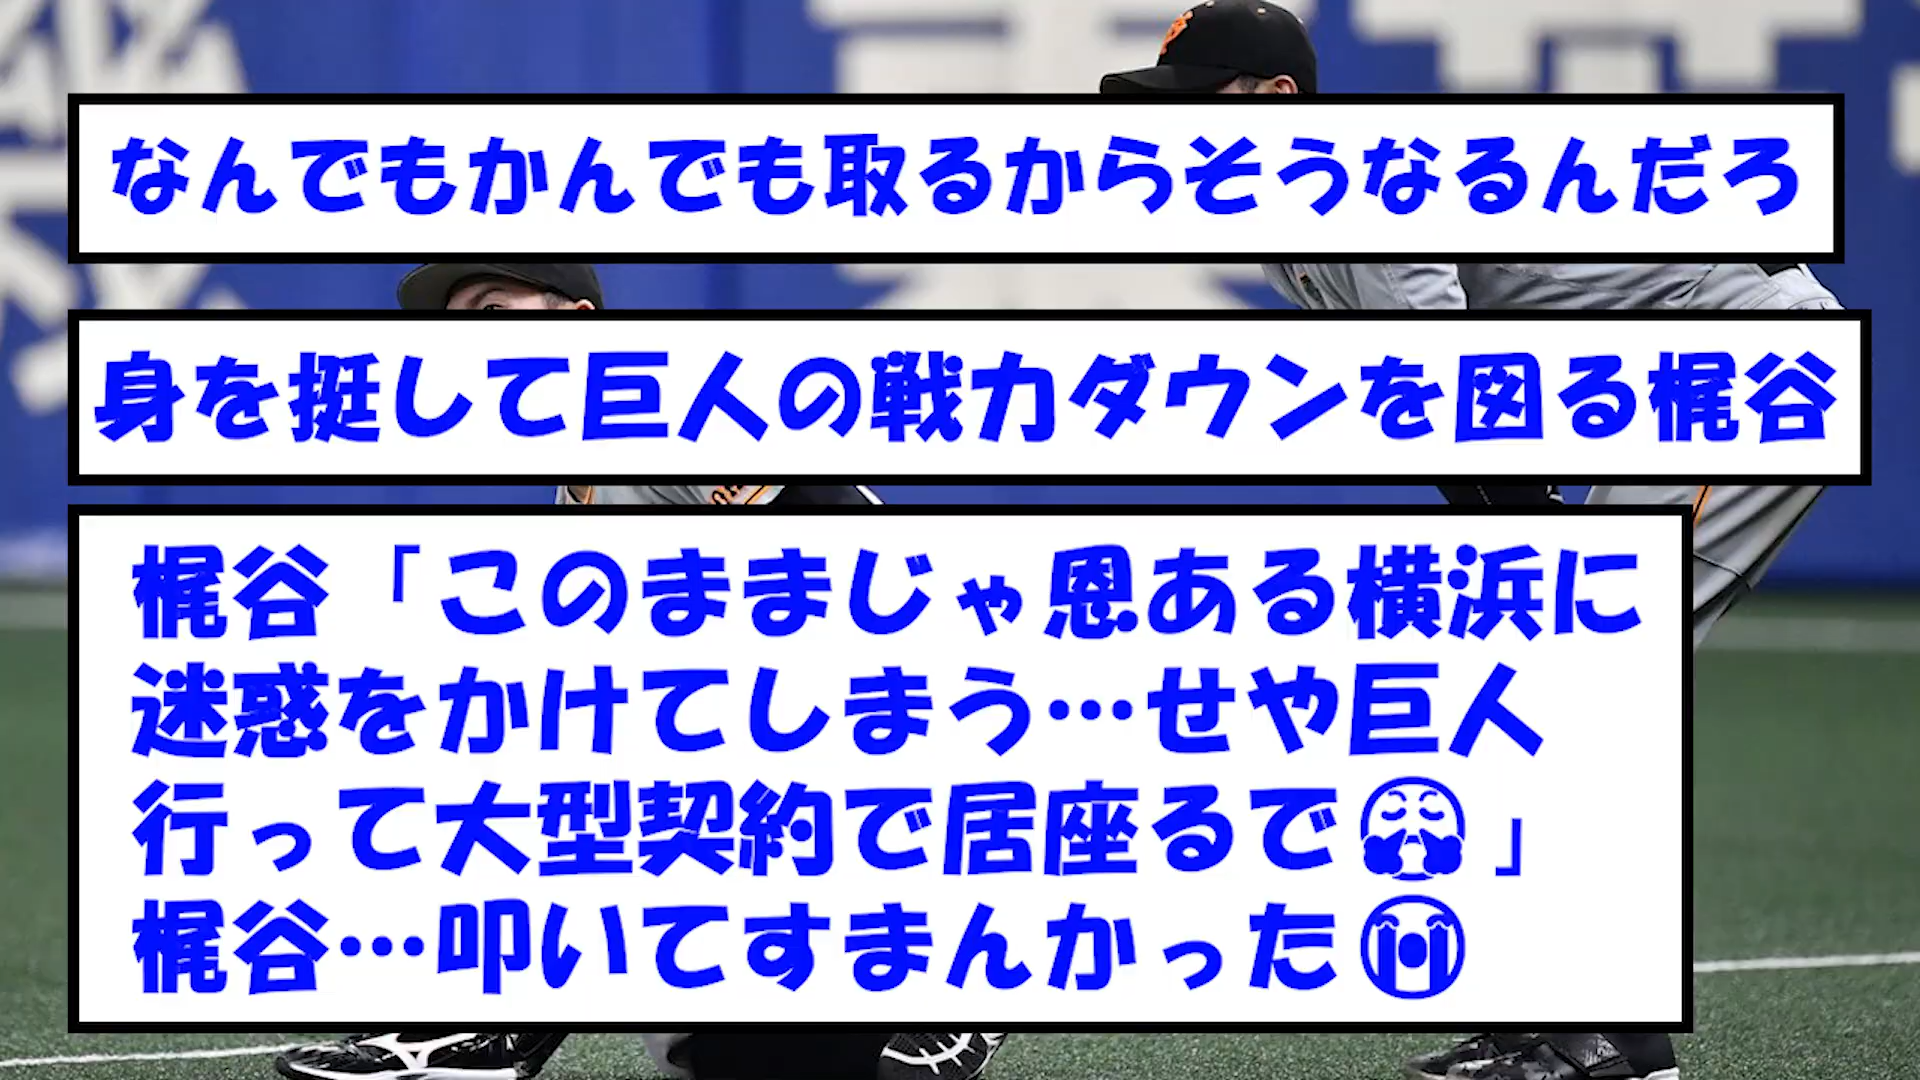 なんでもかんでも取るからそうなるんだろ
身を挺して巨人の戦力ダウンを図る梶谷
梶谷「このままじゃ恩ある横浜に
迷惑をかけてしまう…せや巨人
行って大型契約で居座るで😤」
梶谷…叩いてすまんかった😭